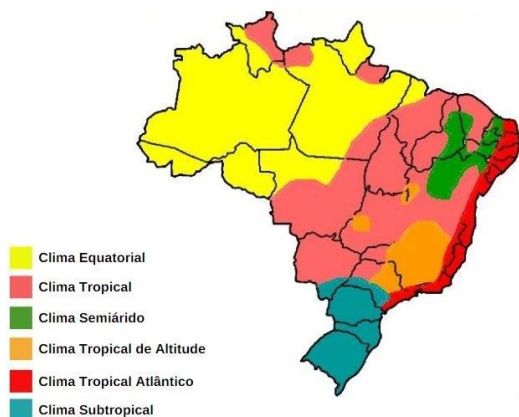 Clima Equatorial
Clima Tropical
Clima Semiárido
Clima Tropical de Altitude
Clima Tropical Atlântico
Clima Subtropical